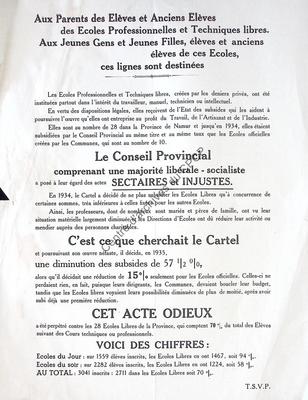 Aux Parents des Elèves et Anciens Elèves
des Ecoles Professionnelles et Techniques libres.
Aux Jeunes Gens et Jeunes Filles, élèves et anciens
élèves de ces Ecoles,
ces lignes sont destinées
Les Ecoles Professionnelles et Techniques libres, créées par les deniers privés, ont été
instituées partout dans l'intérêt du travailleur, manuel, technicien ou intellectuel.
En vertu des dispositions légales, elles reçoivent de l'Etat des subsides qui les aident à
poursuivre l'œuvre qu'elles ont entreprise au profit du Travail, de l'Artisanat et de l'Industrie.
Elles sont au nombre de 28 dans la Province de Namur et jusqu'en 1934, elles étaient
subsidiées par le Conseil Provincial au même titre et au même taux que les Ecoles officielles
créées par les Communes, qui sont au nombre de 10.
Le Conseil Provincial
comprenant une majorité libérale - socialiste
a posé à leur égard des actes SECTAIRES et INJUSTES.
En 1934, le Cartel a décidé de ne plus subsidier les Ecoles Libres qu'à concurrence de
certaines sommes, très inférieures à celles fixées pour les autres Ecoles.
Ainsi, les professeurs, dont de nombreux sont mariés et pères de famille, ont vu leur
situation matérielle largement diminuée. Les Directions d'Ecoles ont dû réduire leur activité ou
mendier auprès des personnes charitables.
C'est ce que cherchait le Cartel
et poursuivant son œuvre néfaste, il décida, en 1935,
une diminution des subsides de 57 ½ %,
alors qu'il décidait une réduction de 15 % seulement pour les Ecoles officielles. Celles-ci ne
perdaient rien, en fait, puisque leurs dirigeants, les Communes, devaient boucler leur budget,
tandis que les Ecoles libres voyaient leurs possibilités diminuées de plus de moitié, après avoir
subi déjà une première réduction.
CET ACTE ODIEUX
a été perpétré contre les 28 Ecoles Libres de la Province, qui comptent 70 %, du total des Elèves
suivant des Cours techniques ou professionnels.
VOICI DES CHIFFRES:
Ecoles du Jour : sur 1559 élèves inscrits, les Ecoles Libres en ont 1467, soit 94 %.
Ecoles du soir : sur 2282 élèves inscrits, les Ecoles Libres en ont 1224, soit 58 %.
AU TOTAL : 3041 inscrits : 2711 dans les Ecoles Libres soit 70 %.
T.S.V.P.